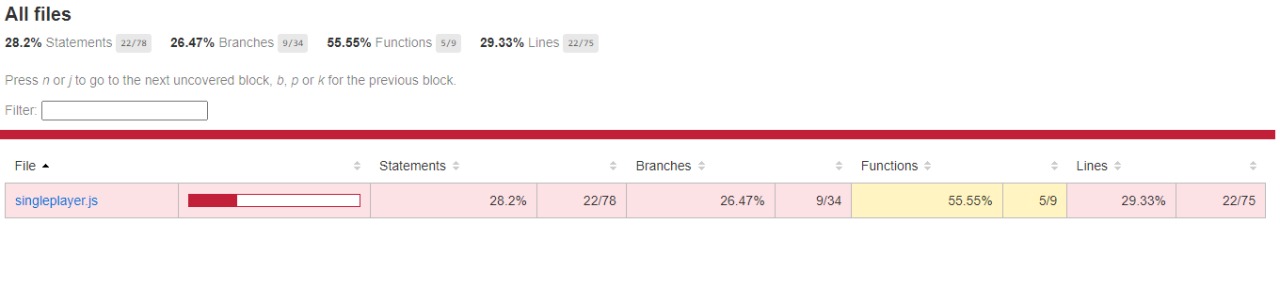 All files
28.2% Statements 22/78 26.47% Branches 9/34 55.55% Functions 5/9 29.33% Lines 22/75
Press n or j to go to the next uncovered block, b, p or k for the previous block.
Filter:
File Statements Branches Functions Lines
singleplayer.js 28.2% 22/78 26.47% 9/34 55.55% 5/9 29.33% 22/75